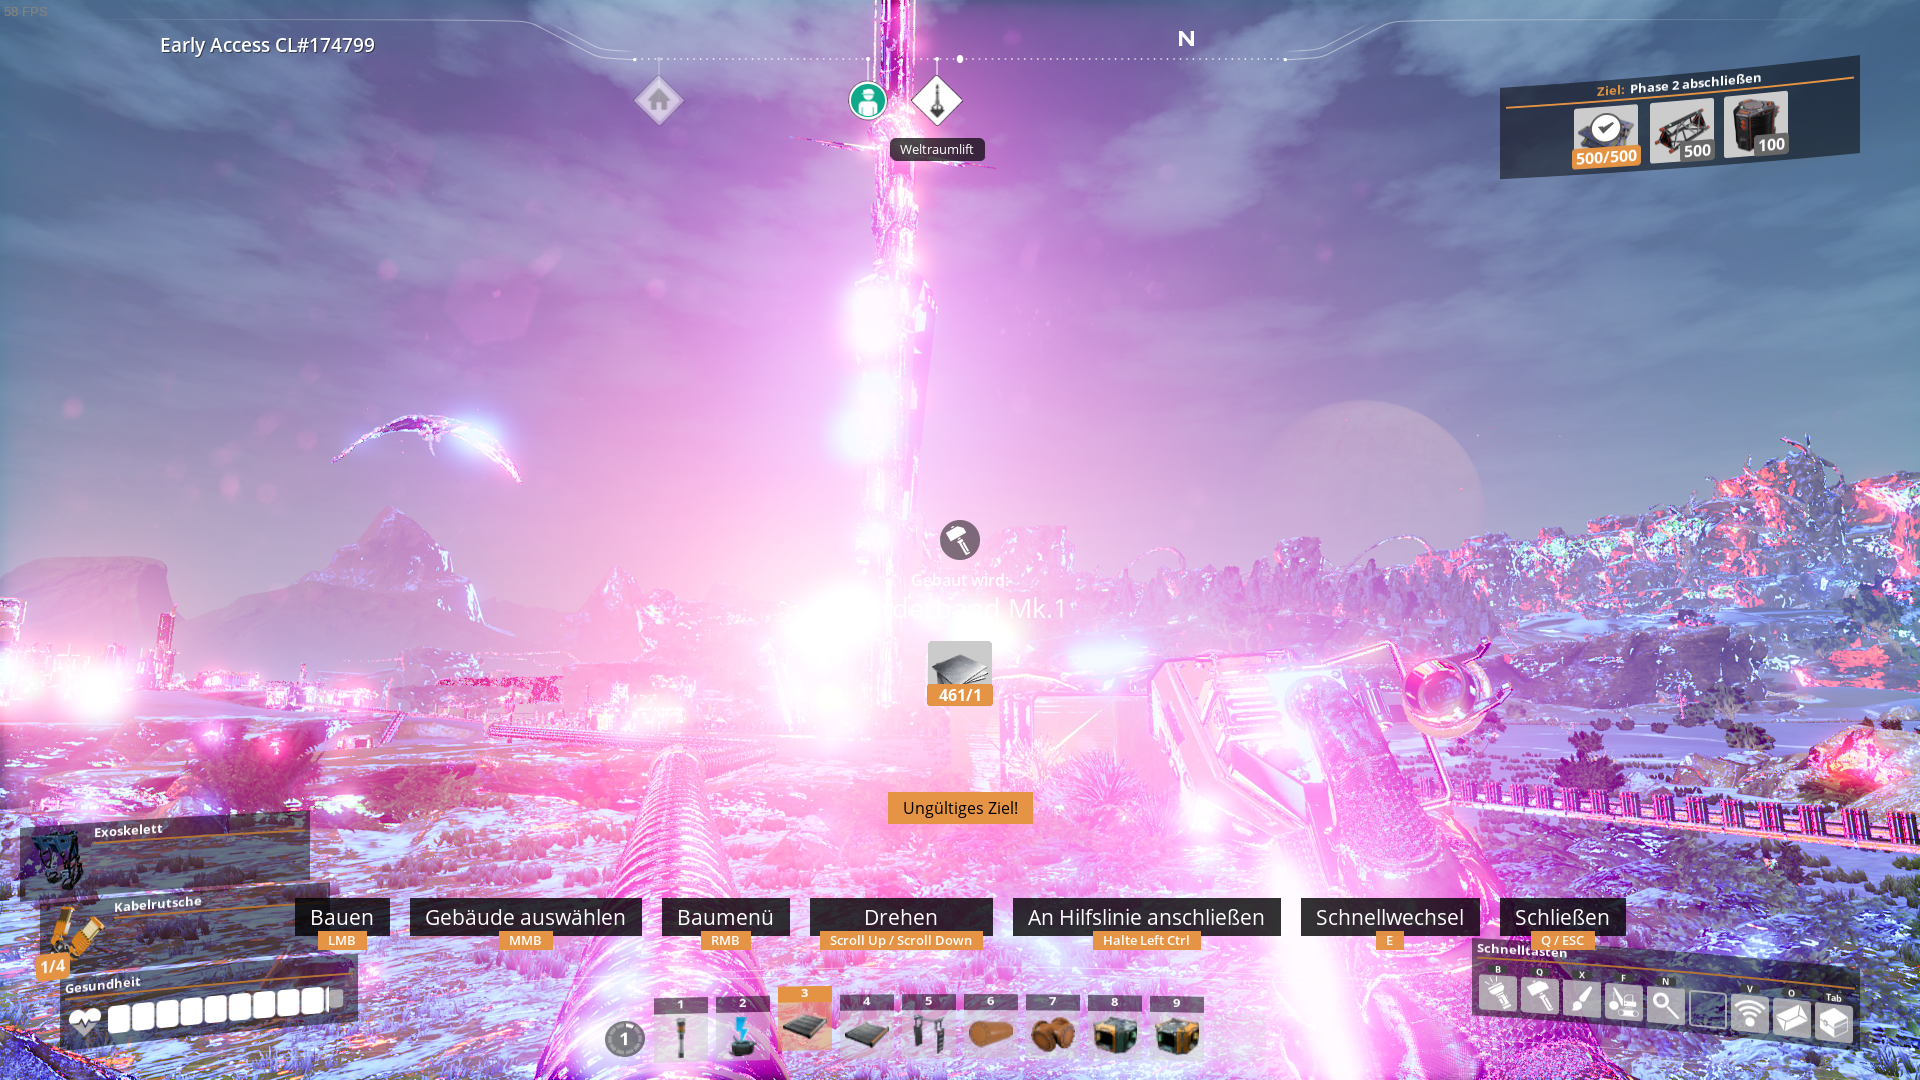 58 FPS
Early Access CL#174799
N
Weltraumlift
Ziel: Phase 2 abschließen
500/500
500
100
Gebaut wird:
Mk.1
461/1
Ungültiges Ziel!
Exoskelett
Kabelrutsche
1/4
Gesundheit
Bauen
LMB
Gebäude auswählen
MMB
Baumenü
RMB
Drehen
Scroll Up / Scroll Down
An Hilfslinie anschließen
Halte Left Ctrl
Schnellwechsel
E
Schließen
Q / ESC
Schnelltasten
B Q X F N V O Tab
1
1 2 3 4 5 6 7 8 9